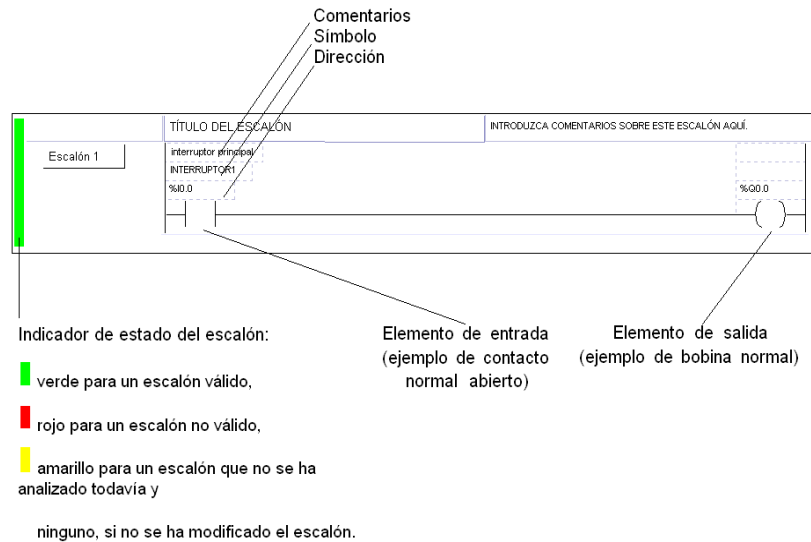 Comentarios
Símbolo
Dirección
TÍTULO DEL ESCALÓN
INTRODUZCA COMENTARIOS SOBRE ESTE ESCALÓN AQUÍ.
Escalón 1
interruptor principal
INTERRUPTOR1
%I0.0
%Q0.0
Indicador de estado del escalón:
verde para un escalón válido,
rojo para un escalón no válido,
amarillo para un escalón que no se ha
analizado todavía y
ninguno, si no se ha modificado el escalón.
Elemento de entrada
(ejemplo de contacto
normal abierto)
Elemento de salida
(ejemplo de bobina normal)